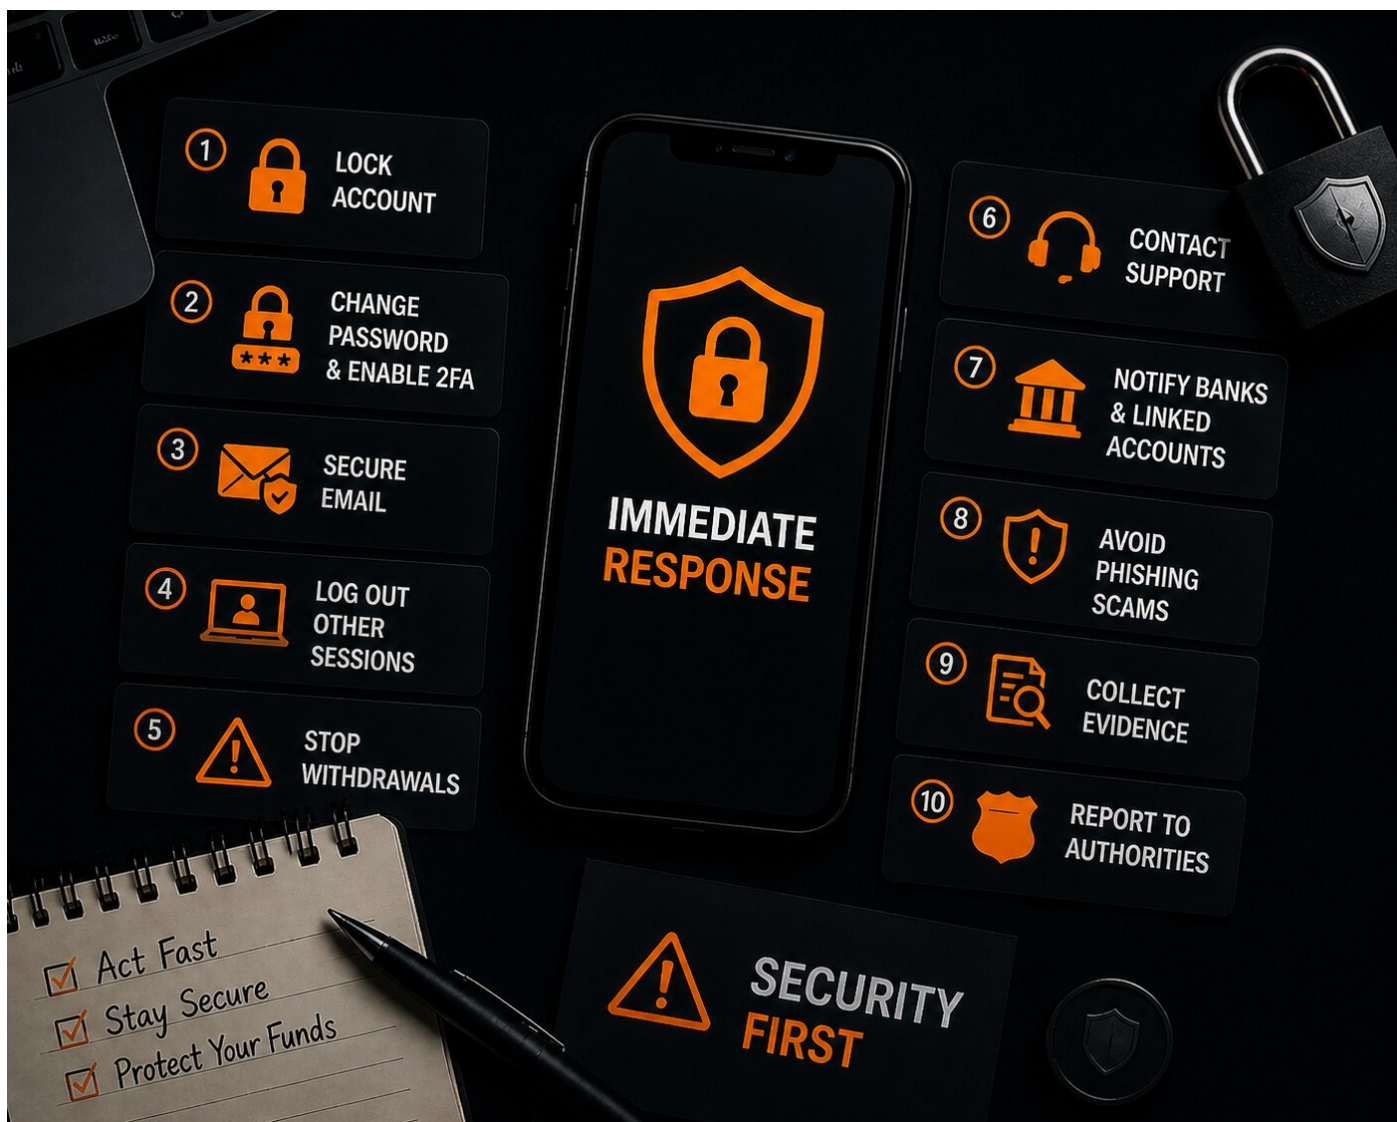 1
LOCK
ACCOUNT
2
CHANGE
PASSWORD
& ENABLE 2FA
***
3
SECURE
EMAIL
4
LOG OUT
OTHER
SESSIONS
5
STOP
WITHDRAWALS
IMMEDIATE
RESPONSE
6
CONTACT
SUPPORT
7
NOTIFY BANKS
& LINKED
ACCOUNTS
8
AVOID
PHISHING
SCAMS
9
COLLECT
EVIDENCE
10
REPORT TO
AUTHORITIES
Act Fast
Stay Secure
Protect Your Funds
SECURITY
FIRST